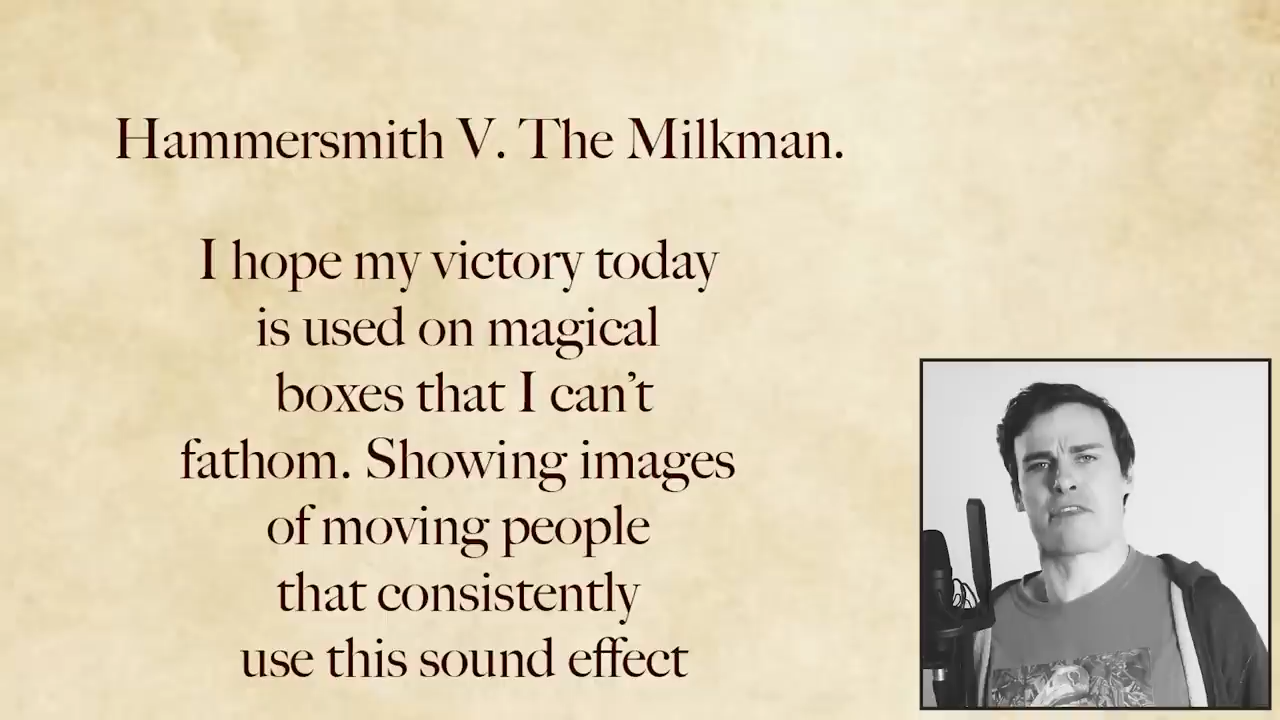 Hammersmith V. The Milkman.
I hope my victory today
is used on magical
boxes that I can’t
fathom. Showing images
of moving people
that consistently
use this sound effect